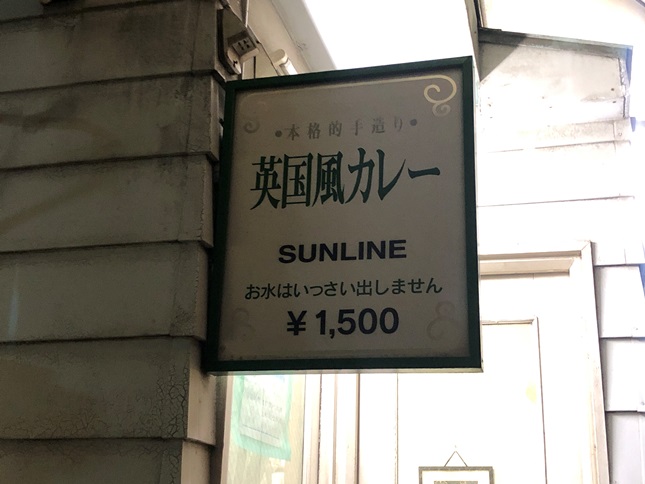 •本格的手造り•
英国風カレー
SUNLINE
お水はいっさい出しません
￥1,500